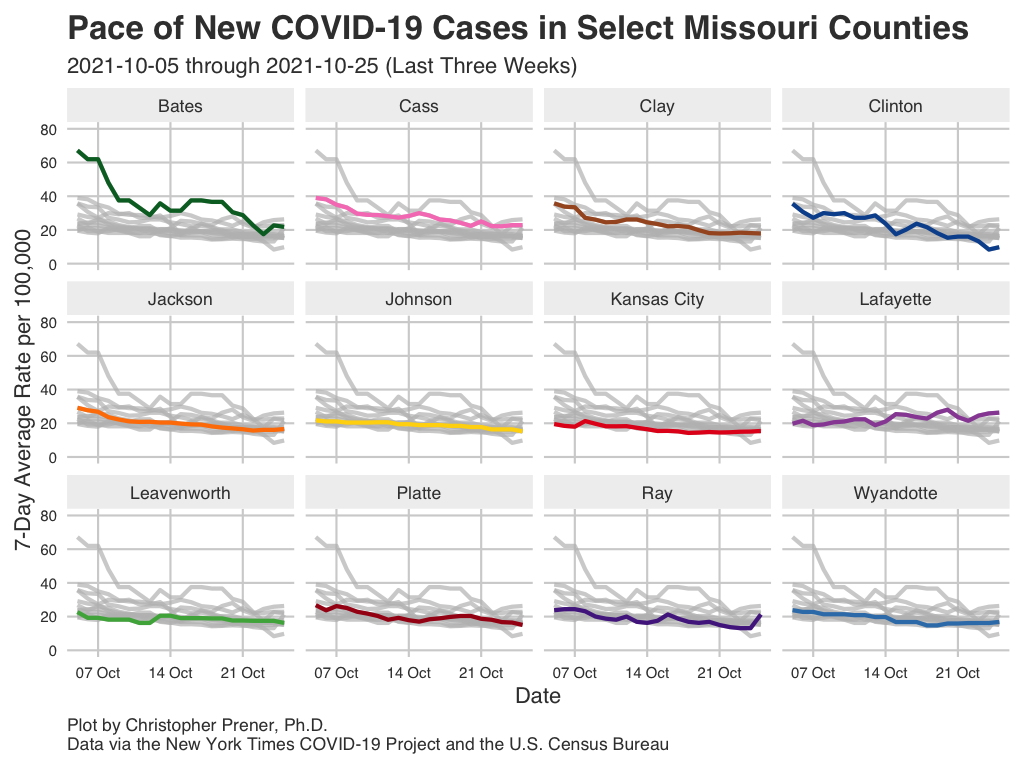 Pace of New COVID-19 Cases in Select Missouri Counties
2021-10-05 through 2021-10-25 (Last Three Weeks)
7-Day Average Rate per 100,000
Bates Cass Clay Clinton
80
60
40
20
0
Jackson Johnson Kansas City Lafayette
80
60
40
20
0
Leavenworth Platte Ray Wyandotte
80
60
40
20
0
07 Oct 14 Oct 21 Oct 07 Oct 14 Oct 21 Oct 07 Oct 14 Oct 21 Oct 07 Oct 14 Oct 21 Oct
Date
Plot by Christopher Prener, Ph.D.
Data via the New York Times COVID-19 Project and the U.S. Census Bureau